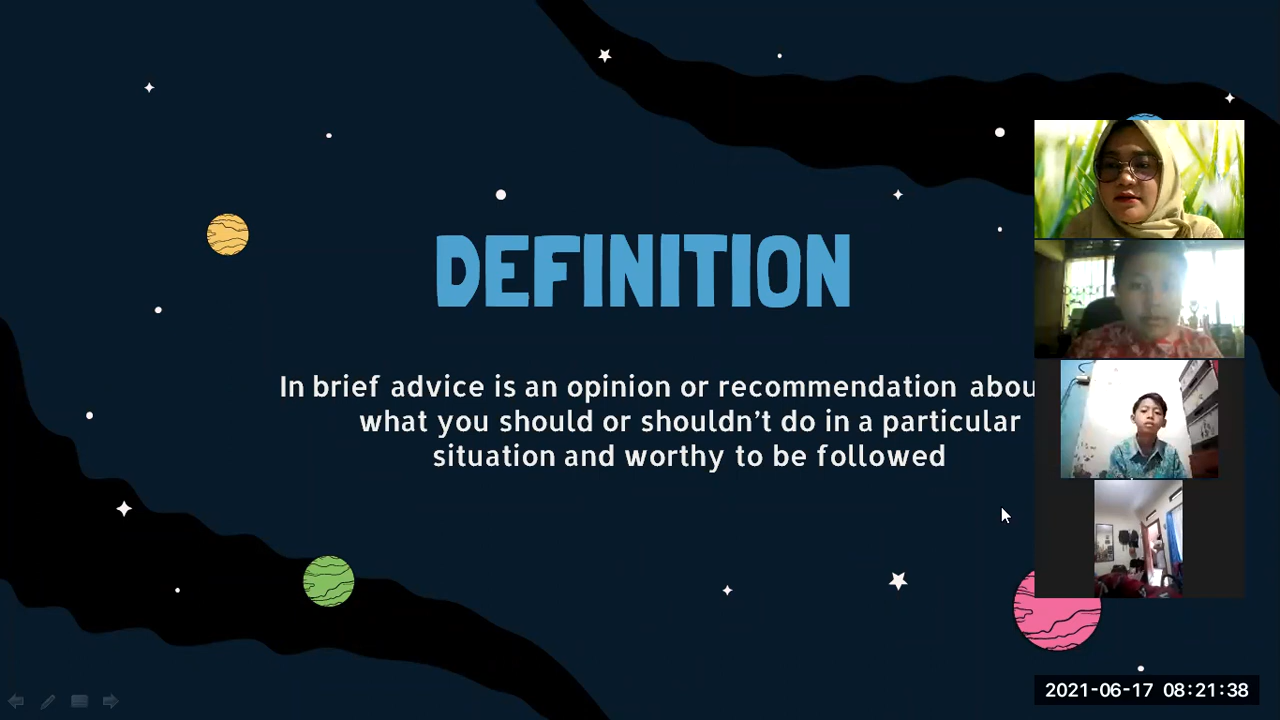 DEFINITION
In brief advice is an opinion or recommendation abou
what you should or shouldn't do in a particular
situation and worthy to be followed
2021-06-17 08:21:38